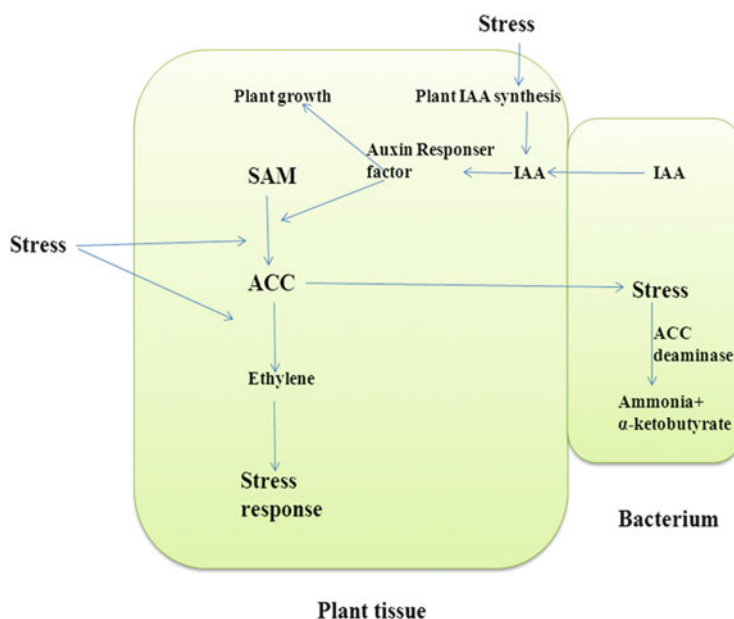 Stress
Plant growth
Plant IAA synthesis
Auxin Responser
factor
IAA
IAA
SAM
Stress
ACC
Stress
ACC
deaminase
Ethylene
Ammonia+
α-ketobutyrate
Stress
response
Bacterium
Plant tissue